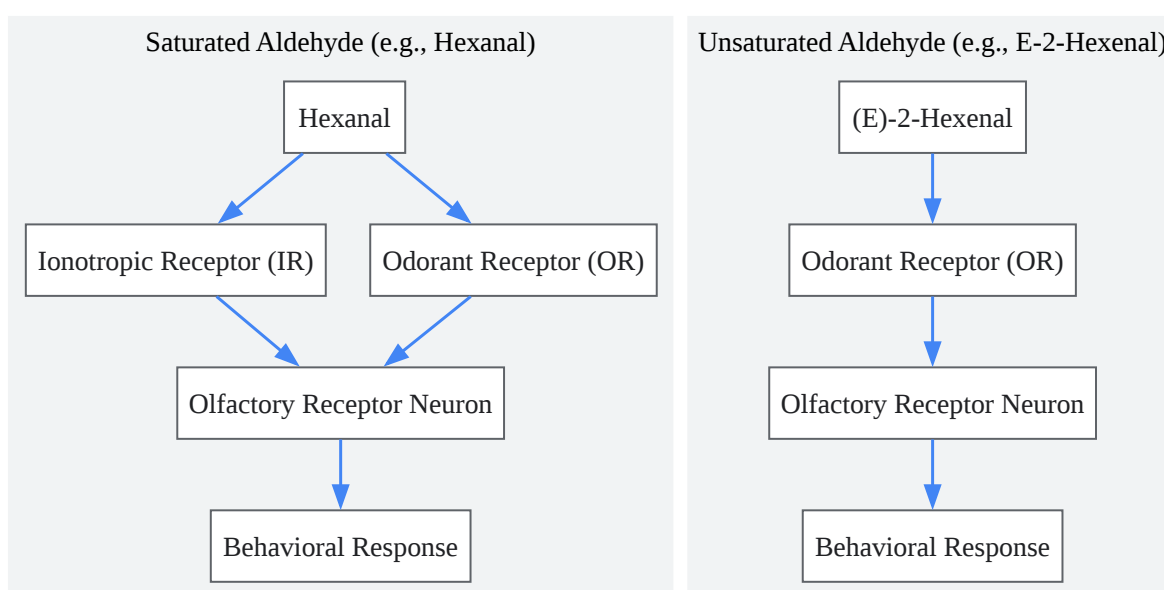 Saturated Aldehyde (e.g., Hexanal)
Hexanal
Ionotropic Receptor (IR)
Odorant Receptor (OR)
Olfactory Receptor Neuron
Behavioral Response
Unsaturated Aldehyde (e.g., E-2-Hexenal)
(E)-2-Hexenal
Odorant Receptor (OR)
Olfactory Receptor Neuron
Behavioral Response